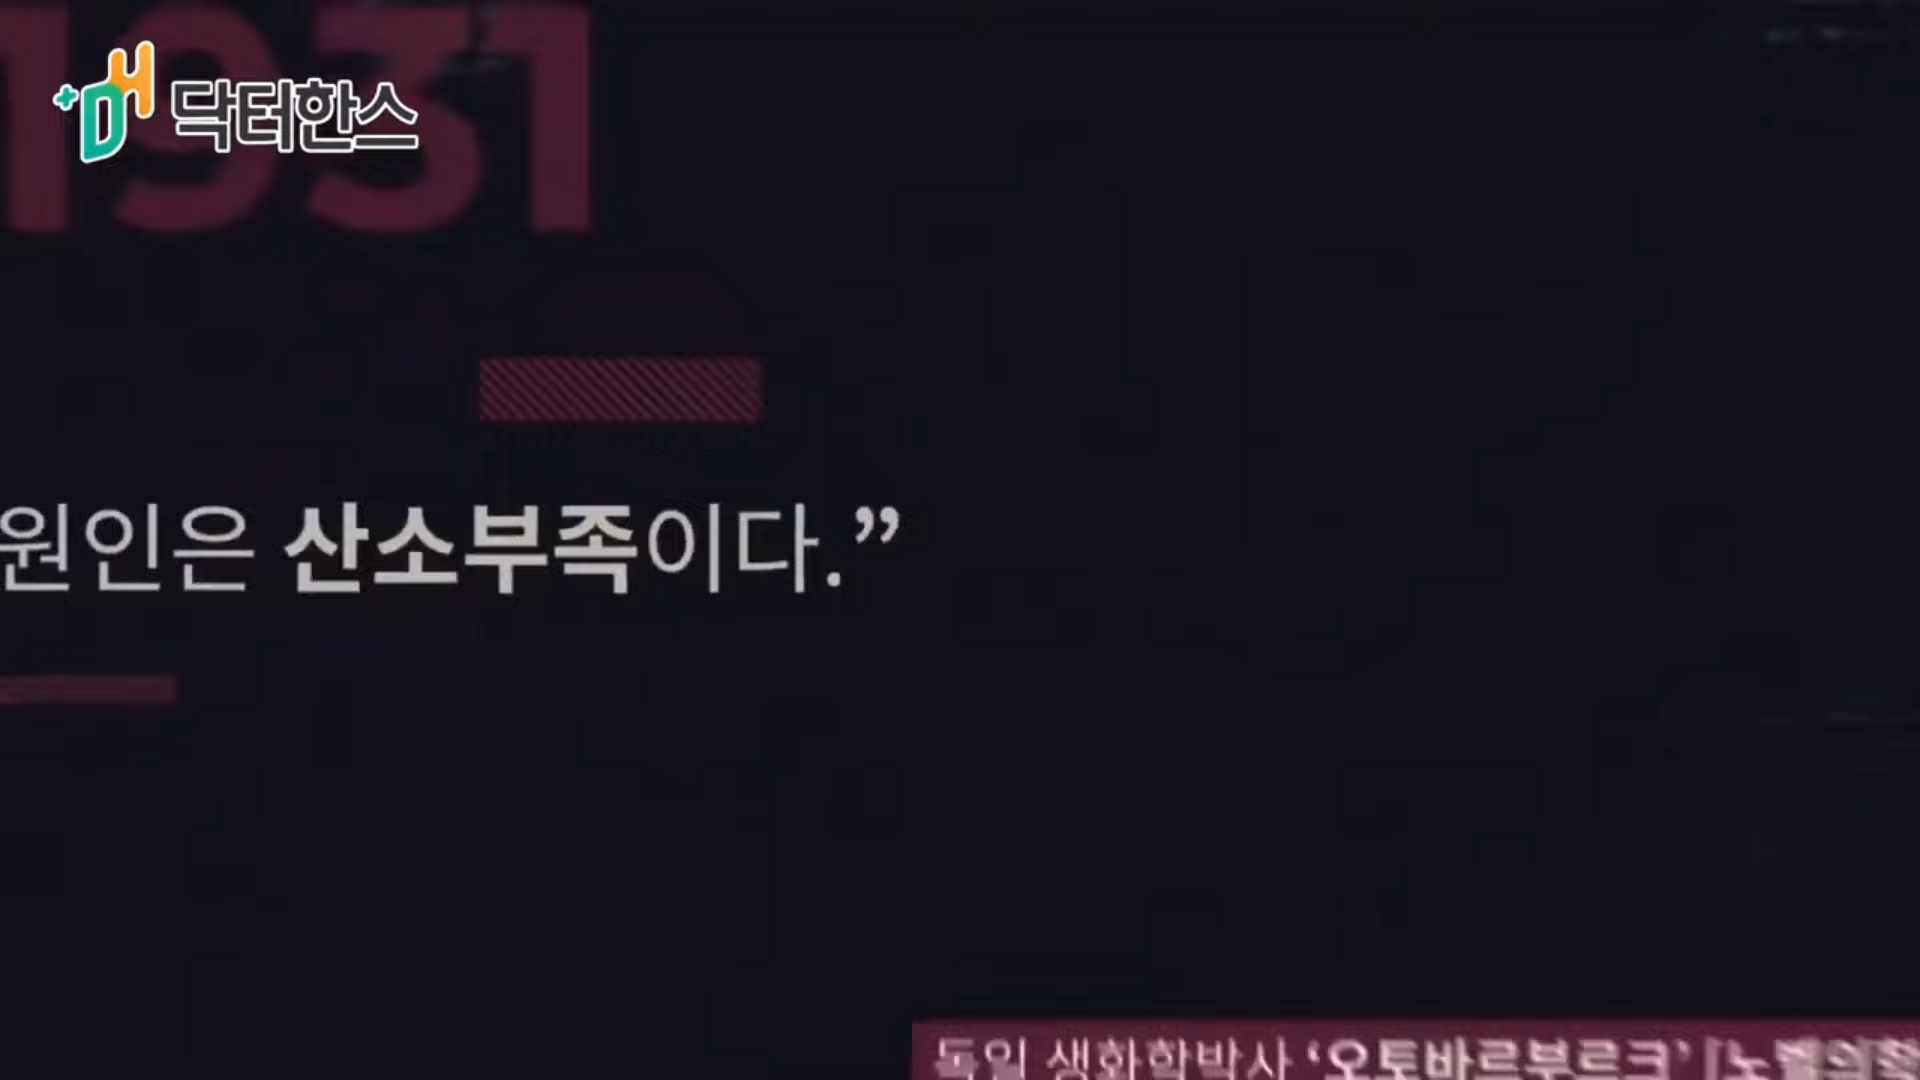 1931
닥터한스
원인은 산소부족이다.”
독일 생화학박사 ‘오토바르부르크’